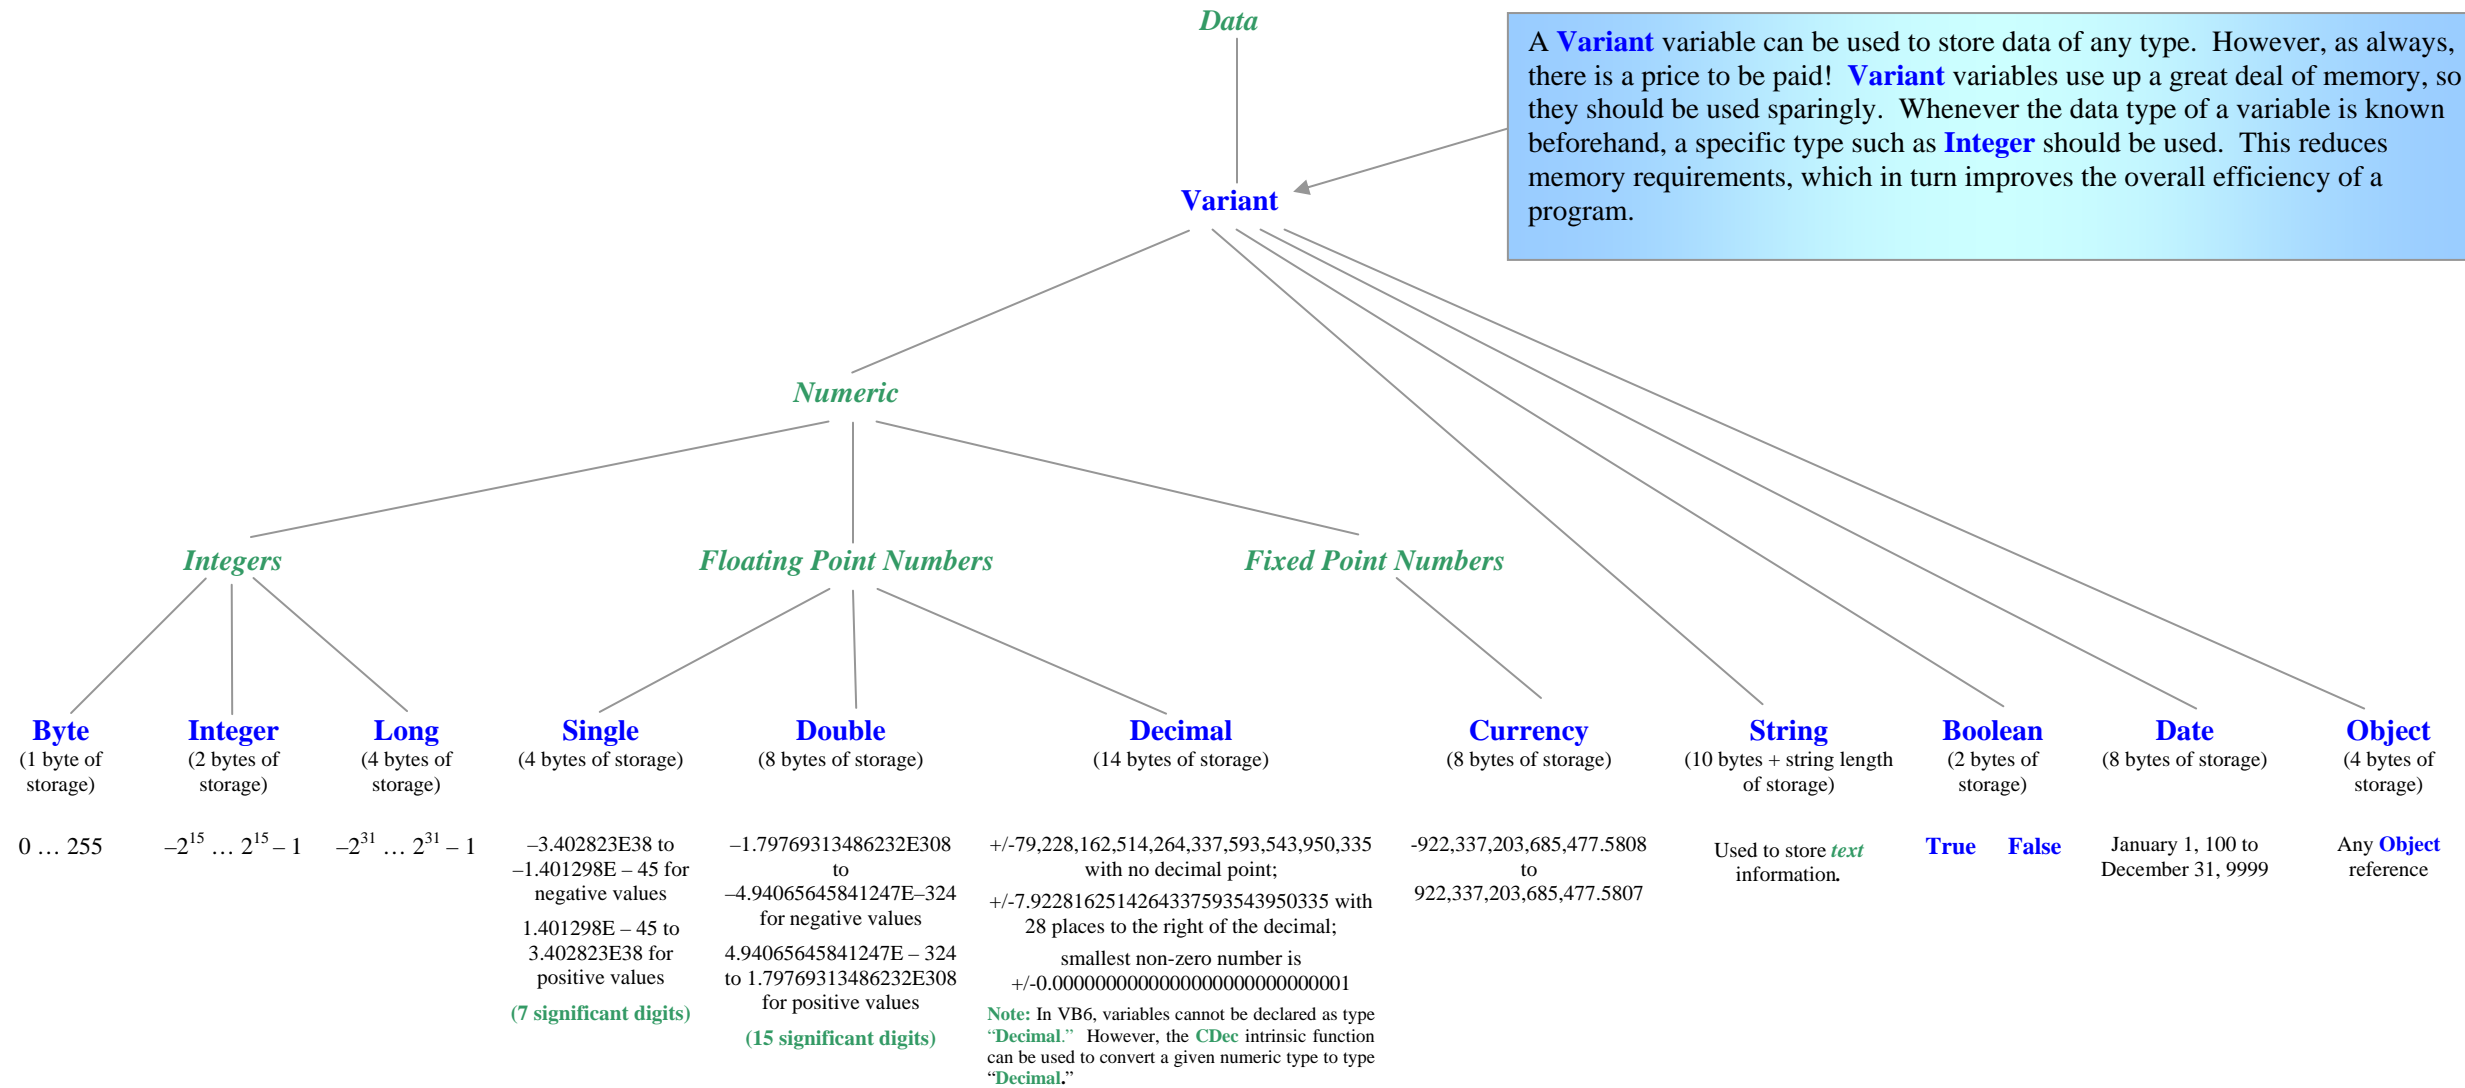 Data
A Variant variable can be used to store data of any type.  However, as always,
there is a price to be paid!  Variant variables use up a great deal of memory, so
they should be used sparingly.  Whenever the data type of a variable is known
beforehand, a specific type such as Integer should be used.  This reduces
memory requirements, which in turn improves the overall efficiency of a
program.
Variant
Numeric
Integers
Floating Point Numbers
Fixed Point Numbers
Byte
(1 byte of
storage)
0 … 255
Integer
(2 bytes of
storage)
–2^15 … 2^15 – 1
Long
(4 bytes of
storage)
–2^31 … 2^31 – 1
Single
(4 bytes of storage)
–3.402823E38 to
–1.401298E – 45 for
negative values
1.401298E – 45 to
3.402823E38 for
positive values
(7 significant digits)
Double
(8 bytes of storage)
–1.79769313486232E308
to
–4.94065645841247E–324
for negative values
4.94065645841247E – 324
to 1.79769313486232E308
for positive values
(15 significant digits)
Decimal
(14 bytes of storage)
+/-79,228,162,514,264,337,593,543,950,335
with no decimal point;
+/-7.9228162514264337593543950335 with
28 places to the right of the decimal;
smallest non-zero number is
+/-0.0000000000000000000000000001
Note: In VB6, variables cannot be declared as type
“Decimal.”  However, the CDec intrinsic function
can be used to convert a given numeric type to type
“Decimal.”
Currency
(8 bytes of storage)
-922,337,203,685,477.5808
to
922,337,203,685,477.5807
String
(10 bytes + string length
of storage)
Used to store text
information.
Boolean
(2 bytes of
storage)
True False
Date
(8 bytes of storage)
January 1, 100 to
December 31, 9999
Object
(4 bytes of
storage)
Any Object
reference